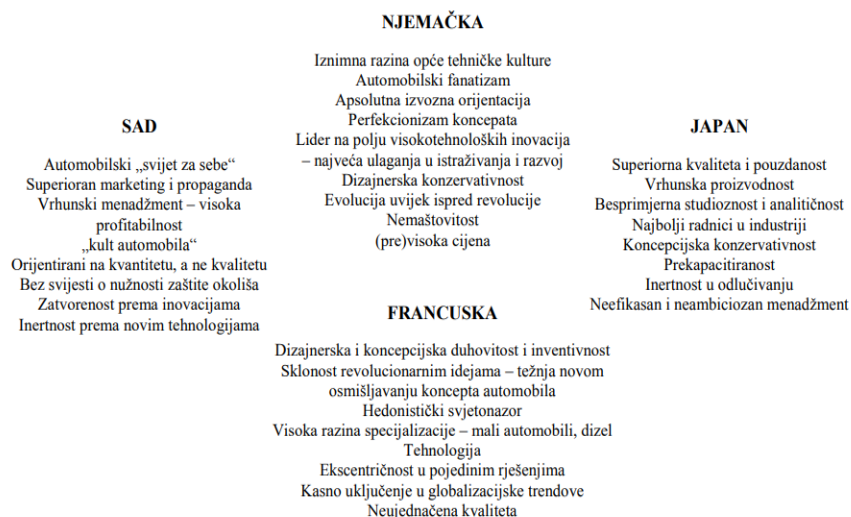 NJEMAČKA
Iznimna razina opće tehničke kulture
Automobilski fanatizam
Apsolutna izvozna orijentacija
Perfekcionizam koncepata
Lider na polju visokotehnoloških inovacija
– najveća ulaganja u istraživanja i razvoj
Dizajnerska konzervativnost
Evolucija uvijek ispred revolucije
Nemaštovitost
(pre)visoka cijena
SAD
Automobilski „svijet za sebe“
Superioran marketing i propaganda
Vrhunski menadžment – visoka
profitabilnost
„kult automobila“
Orijentirani na kvantitetu, a ne kvalitetu
Bez svijesti o nužnosti zaštite okoliša
Zatvorenost prema inovacijama
Inertnost prema novim tehnologijama
JAPAN
Superiorna kvaliteta i pouzdanost
Vrhunska proizvodnost
Besprimjerna studioznost i analitičnost
Najbolji radnici u industriji
Koncepcijska konzervativnost
Prekapacitiranost
Inertnost u odlučivanju
Neefikasan i neambiciozan menadžment
FRANCUSKA
Dizajnerska i koncepcijska duhovitost i inventivnost
Sklonost revolucionarnim idejama – težnja novom
osmišljavanju koncepta automobila
Hedonistički svjetonazor
Visoka razina specijalizacije – mali automobili, dizel
Tehnologija
Ekscentričnost u pojedinim rješenjima
Kasno uključenje u globalizacijske trendove
Neujednačena kvaliteta